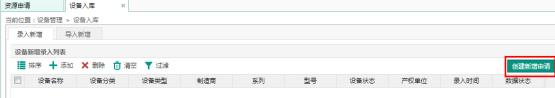 资源申请 设备入库 ×
当前位置：设备管理 > 设备入库
录入新增 导入新增
设备新增录入列表
排序 添加 删除 清空 过滤 创建新增申请
设备名称 设备分类 设备类型 制造商 系列 型号 设备状态 产权单位 录入时间 数据状态